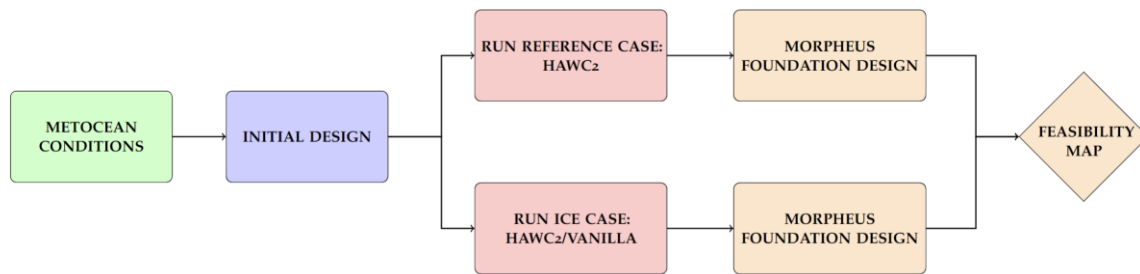 METOCEAN
CONDITIONS
INITIAL DESIGN
RUN REFERENCE CASE:
HAWC2
MORPHEUS
FOUNDATION DESIGN
RUN ICE CASE:
HAWC2/VANILLA
MORPHEUS
FOUNDATION DESIGN
FEASIBILITY
MAP